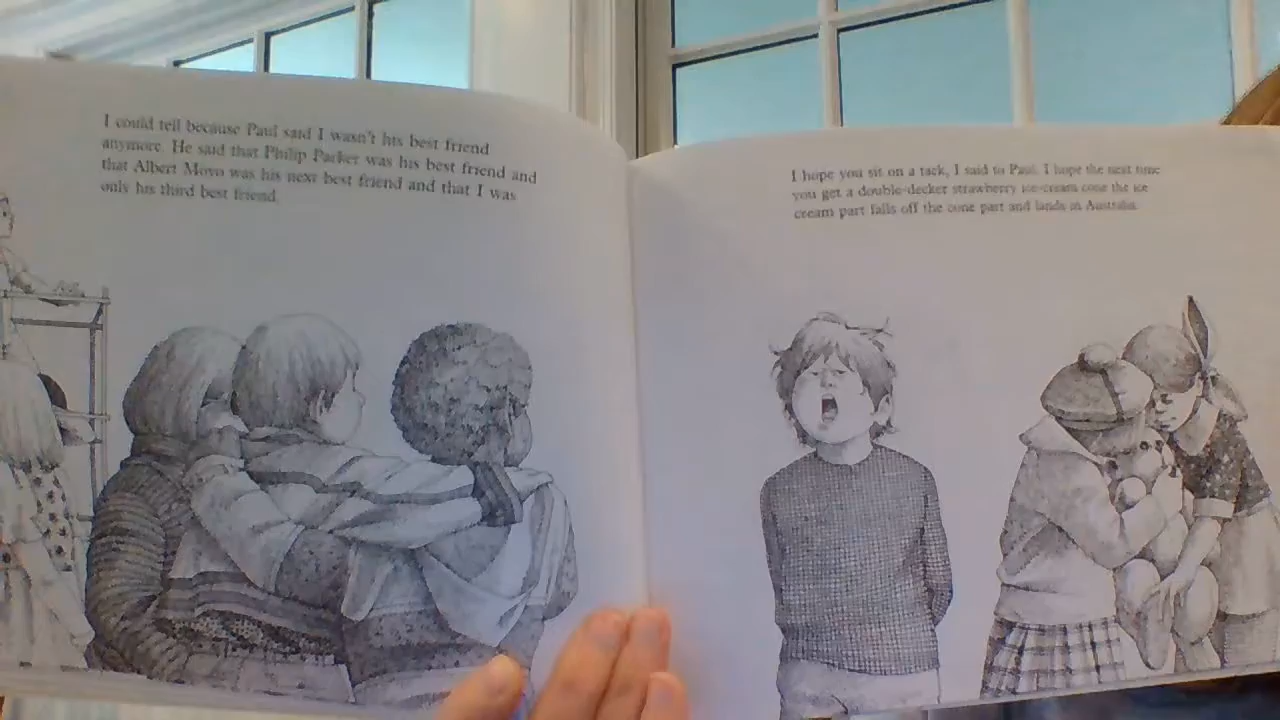 I could tell because Paul said I wasn't his best friend
anymore. He said that Philip Parker was his best friend and
that Albert Moyo was his next best friend and that I was
only his third best friend.
I hope you sit on a tack, I said to Paul. I hope the next time
you get a double-decker strawberry ice-cream cone the ice
cream part falls off the cone part and lands in Australia.